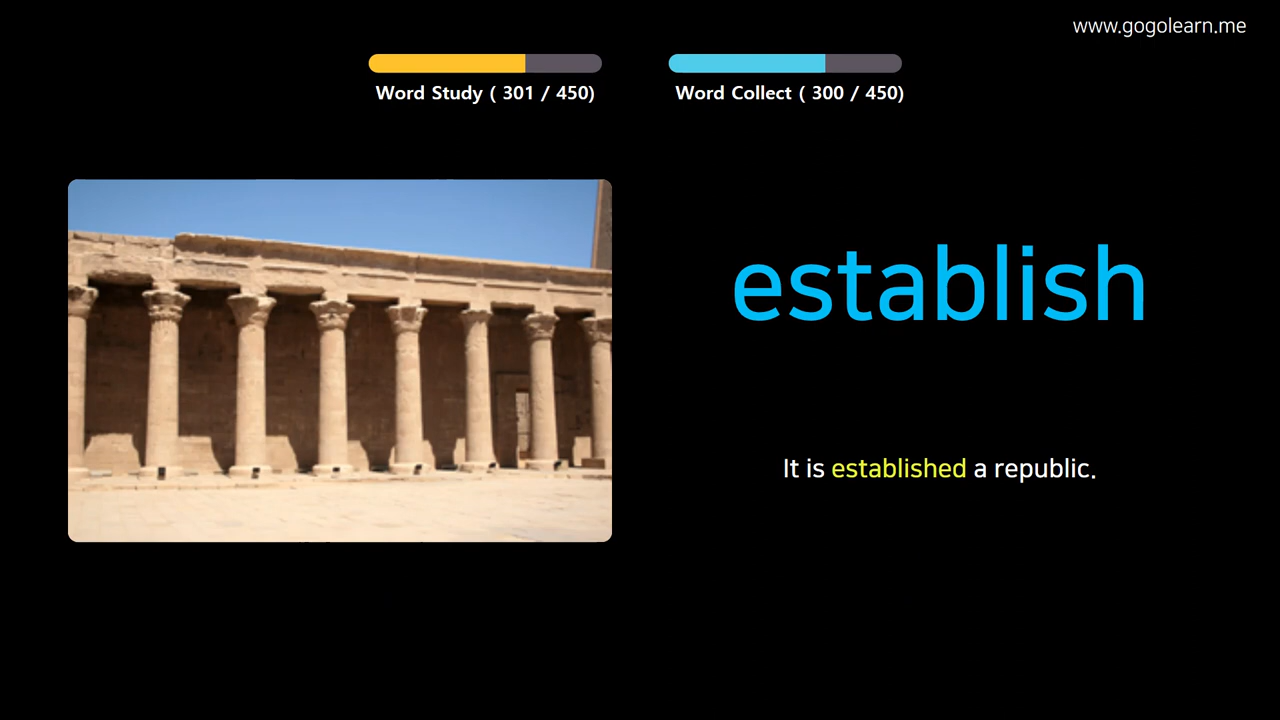 www.gogolearn.me
Word Study ( 301 / 450)
Word Collect ( 300 / 450)
establish
It is established a republic.